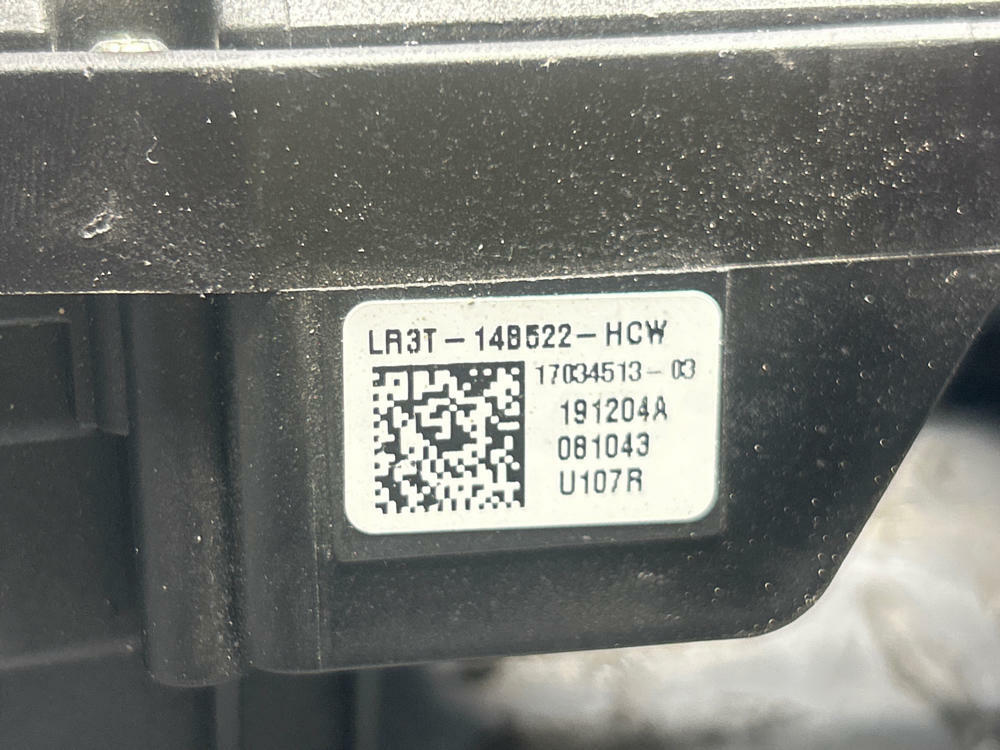 LR3T-14B522-HCW
17034513-03
191204A
081043
U107R